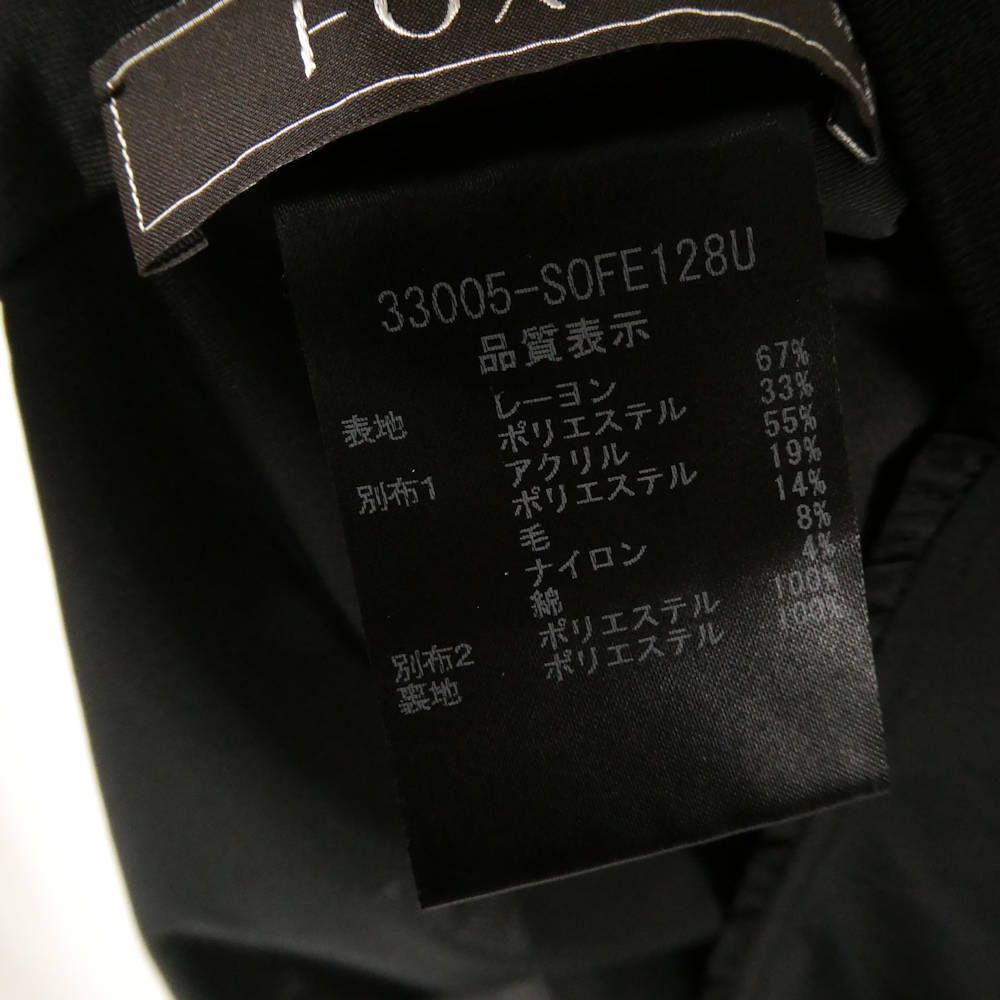 FOX
33005-SOFE128U
品質表示
表地 レーヨン 67%
ポリエステル 33%
別布1 アクリル 55%
ポリエステル 19%
毛 14%
ナイロン 8%
綿 4%
別布2 ポリエステル 100%
裏地 ポリエステル 100%